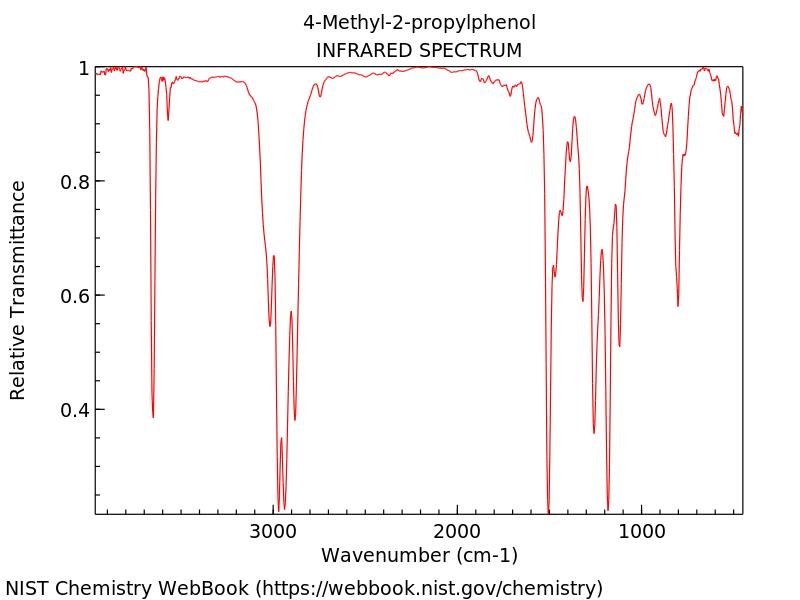 4-Methyl-2-propylphenol
INFRARED SPECTRUM
1
0.8
0.6
0.4
Relative Transmittance
3000 2000 1000
Wavenumber (cm-1)
NIST Chemistry WebBook (https://webbook.nist.gov/chemistry)